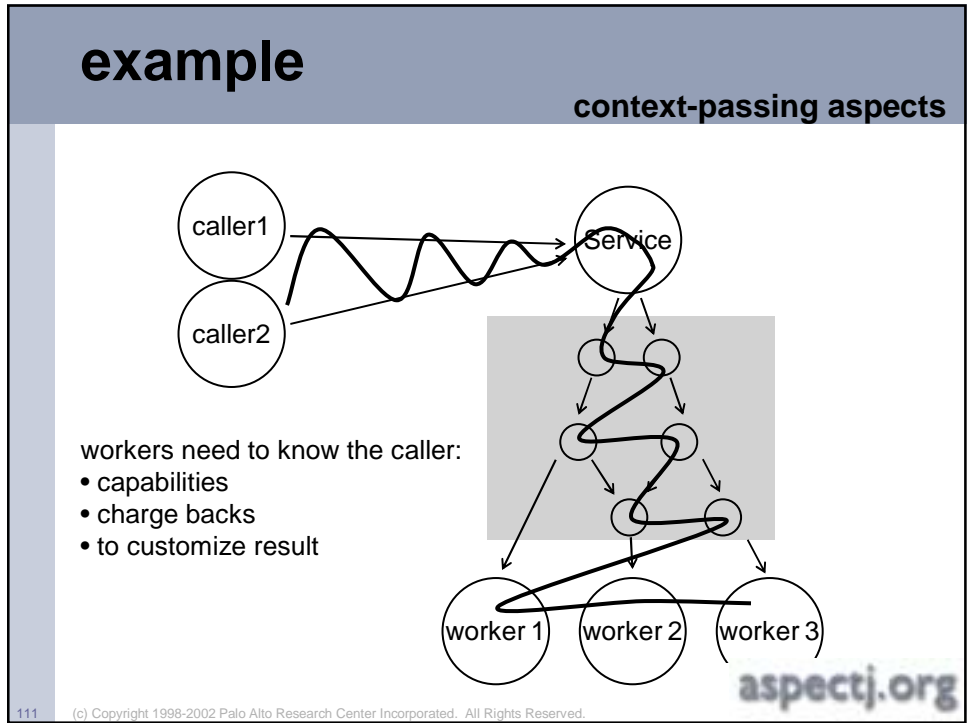 example
context-passing aspects
caller1
Service
caller2
workers need to know the caller:
• capabilities
• charge backs
• to customize result
worker 1
worker 2
worker 3
aspectj.org
111
(c) Copyright 1998-2002 Palo Alto Research Center Incorporated. All Rights Reserved.